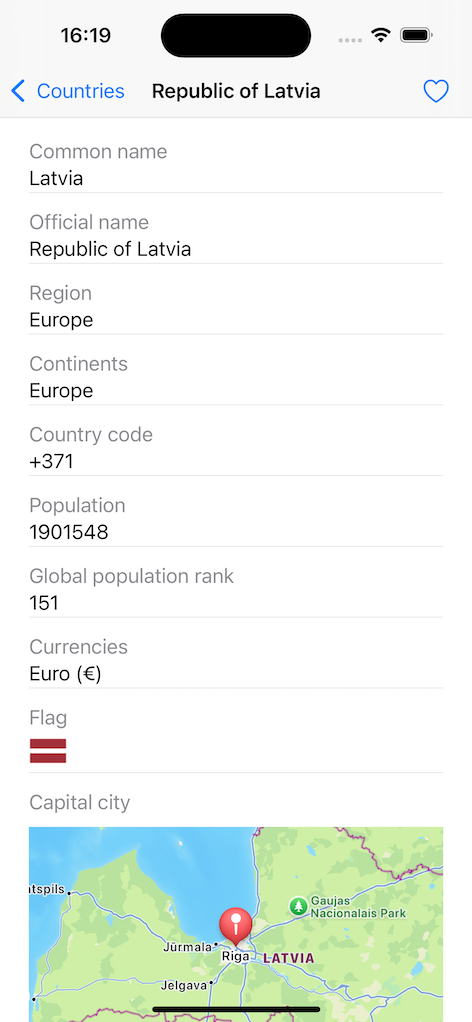 16:19
Countries
Republic of Latvia
Common name
Latvia
Official name
Republic of Latvia
Region
Europe
Continents
Europe
Country code
+371
Population
1901548
Global population rank
151
Currencies
Euro (€)
Flag
Capital city
atspils
Gaujas
Nacionalais Park
Jūrmala
Riga
LATVIA
Jelgava